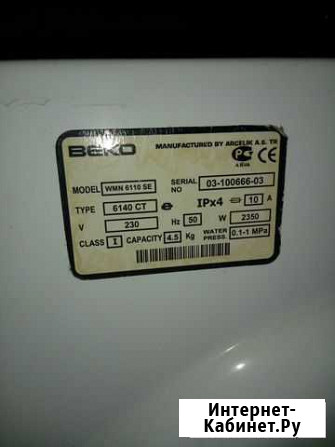 BEKO MANUFACTURED BY ARCELIK A.S. TR
MODEL WMN 6110 SE SERIAL NO 03-100666-03
TYPE 6140 CT IPx4 10 A
V 230 Hz 50 W 2350
CLASS I CAPACITY 4.5 Kg WATER PRESS. 0.1-1 MPa
CE
Интернет-
Кабинет.Ру